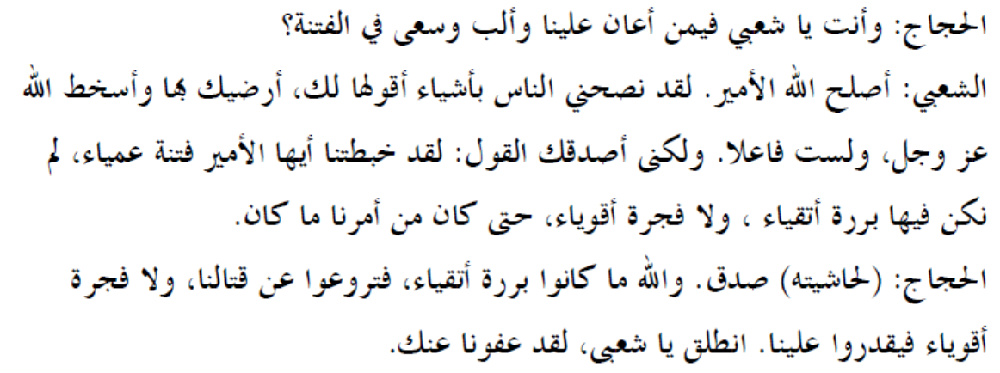 الحجاج: وأنت يا شعبي فيمن أعان علينا وألب وسعى في الفتنة؟
الشعبي: أصلح الله الأمير. لقد نصحني الناس بأشياء أقولها لك، أرضيك بها وأسخط الله
عز وجل، ولست فاعلا. ولكنى أصدقك القول: لقد خبطتنا أيها الأمير فتنة عمياء، لم
نكن فيها بررة أتقياء ، ولا فجرة أقوياء، حتى كان من أمرنا ما كان.
الحجاج: (لحاشيته) صدق. والله ما كانوا بررة أتقياء، فتروعوا عن قتالنا، ولا فجرة
أقوياء فيقدروا علينا. انطلق يا شعبي، لقد عفونا عنك.